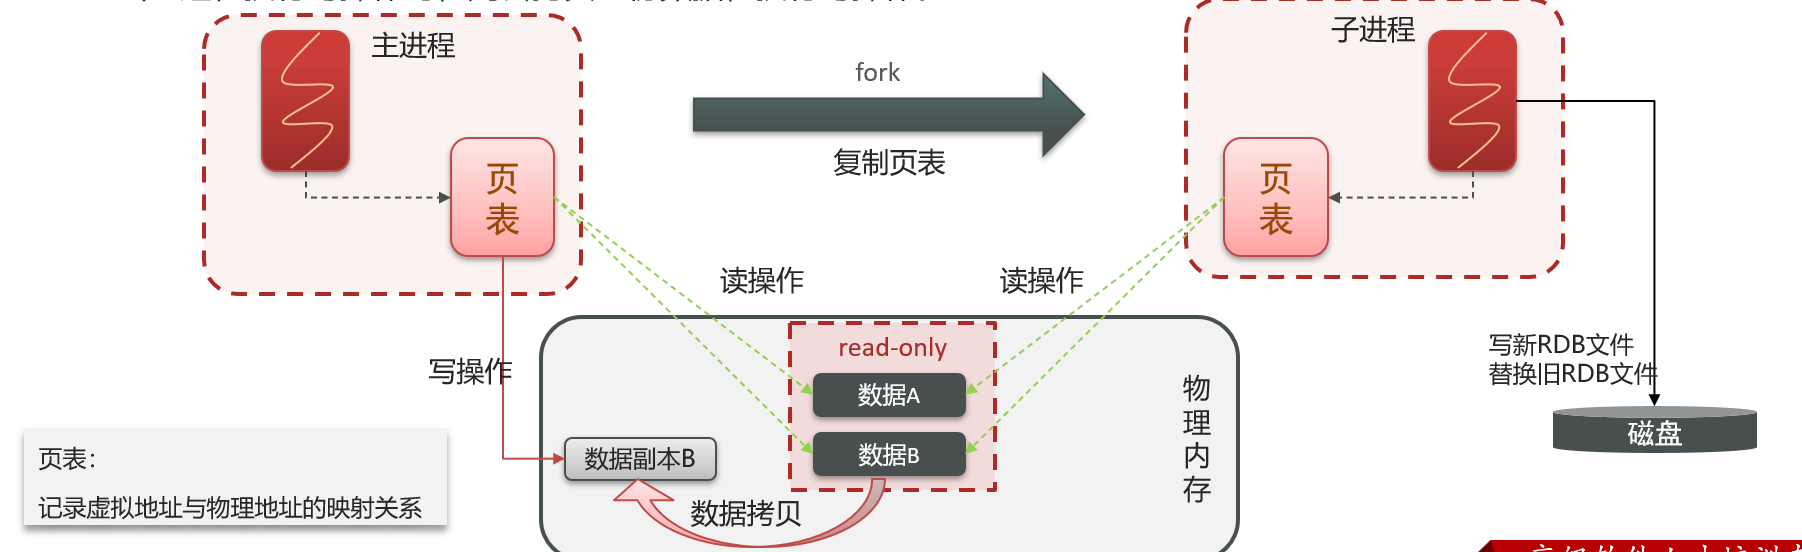 主进程
子进程
fork
复制页表
页
表
页
表
读操作
读操作
写操作
read-only
数据A
数据B
数据副本B
数据拷贝
物
理
内
存
写新RDB文件
替换旧RDB文件
磁盘
页表：
记录虚拟地址与物理地址的映射关系